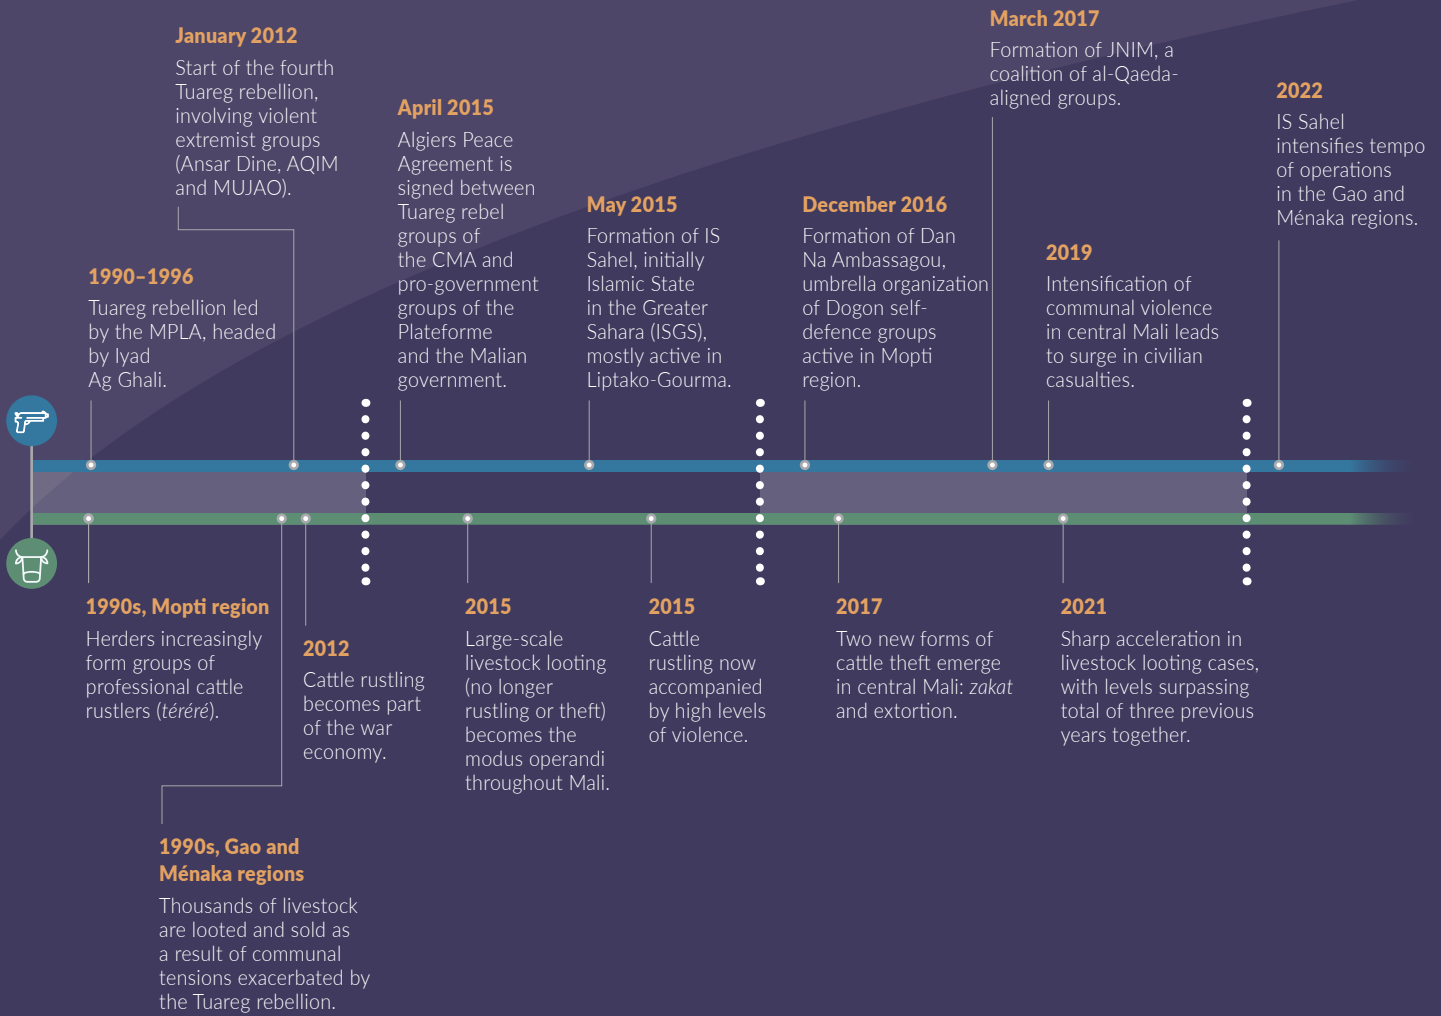 January 2012
Start of the fourth
Tuareg rebellion,
involving violent
extremist groups
(Ansar Dine, AQIM
and MUJAO).
1990–1996
Tuareg rebellion led
by the MPLA, headed
by Iyad
Ag Ghali.
April 2015
Algiers Peace
Agreement is
signed between
Tuareg rebel
groups of
the CMA and
pro-government
groups of the
Plateforme
and the Malian
government.
May 2015
Formation of IS
Sahel, initially
Islamic State
in the Greater
Sahara (ISGS),
mostly active in
Liptako-Gourma.
December 2016
Formation of Dan
Na Ambassagou,
umbrella organization
of Dogon self-
defence groups
active in Mopti
region.
March 2017
Formation of JNIM, a
coalition of al-Qaeda-
aligned groups.
2019
Intensification of
communal violence
in central Mali leads
to surge in civilian
casualties.
2022
IS Sahel
intensifies tempo
of operations
in the Gao and
Ménaka regions.
1990s, Mopti region
Herders increasingly
form groups of
professional cattle
rustlers (téréré).
1990s, Gao and
Ménaka regions
Thousands of livestock
are looted and sold as
a result of communal
tensions exacerbated by
the Tuareg rebellion.
2012
Cattle rustling
becomes part
of the war
economy.
2015
Large-scale
livestock looting
(no longer
rustling or theft)
becomes the
modus operandi
throughout Mali.
2015
Cattle
rustling now
accompanied
by high levels
of violence.
2017
Two new forms of
cattle theft emerge
in central Mali: zakat
and extortion.
2021
Sharp acceleration in
livestock looting cases,
with levels surpassing
total of three previous
years together.